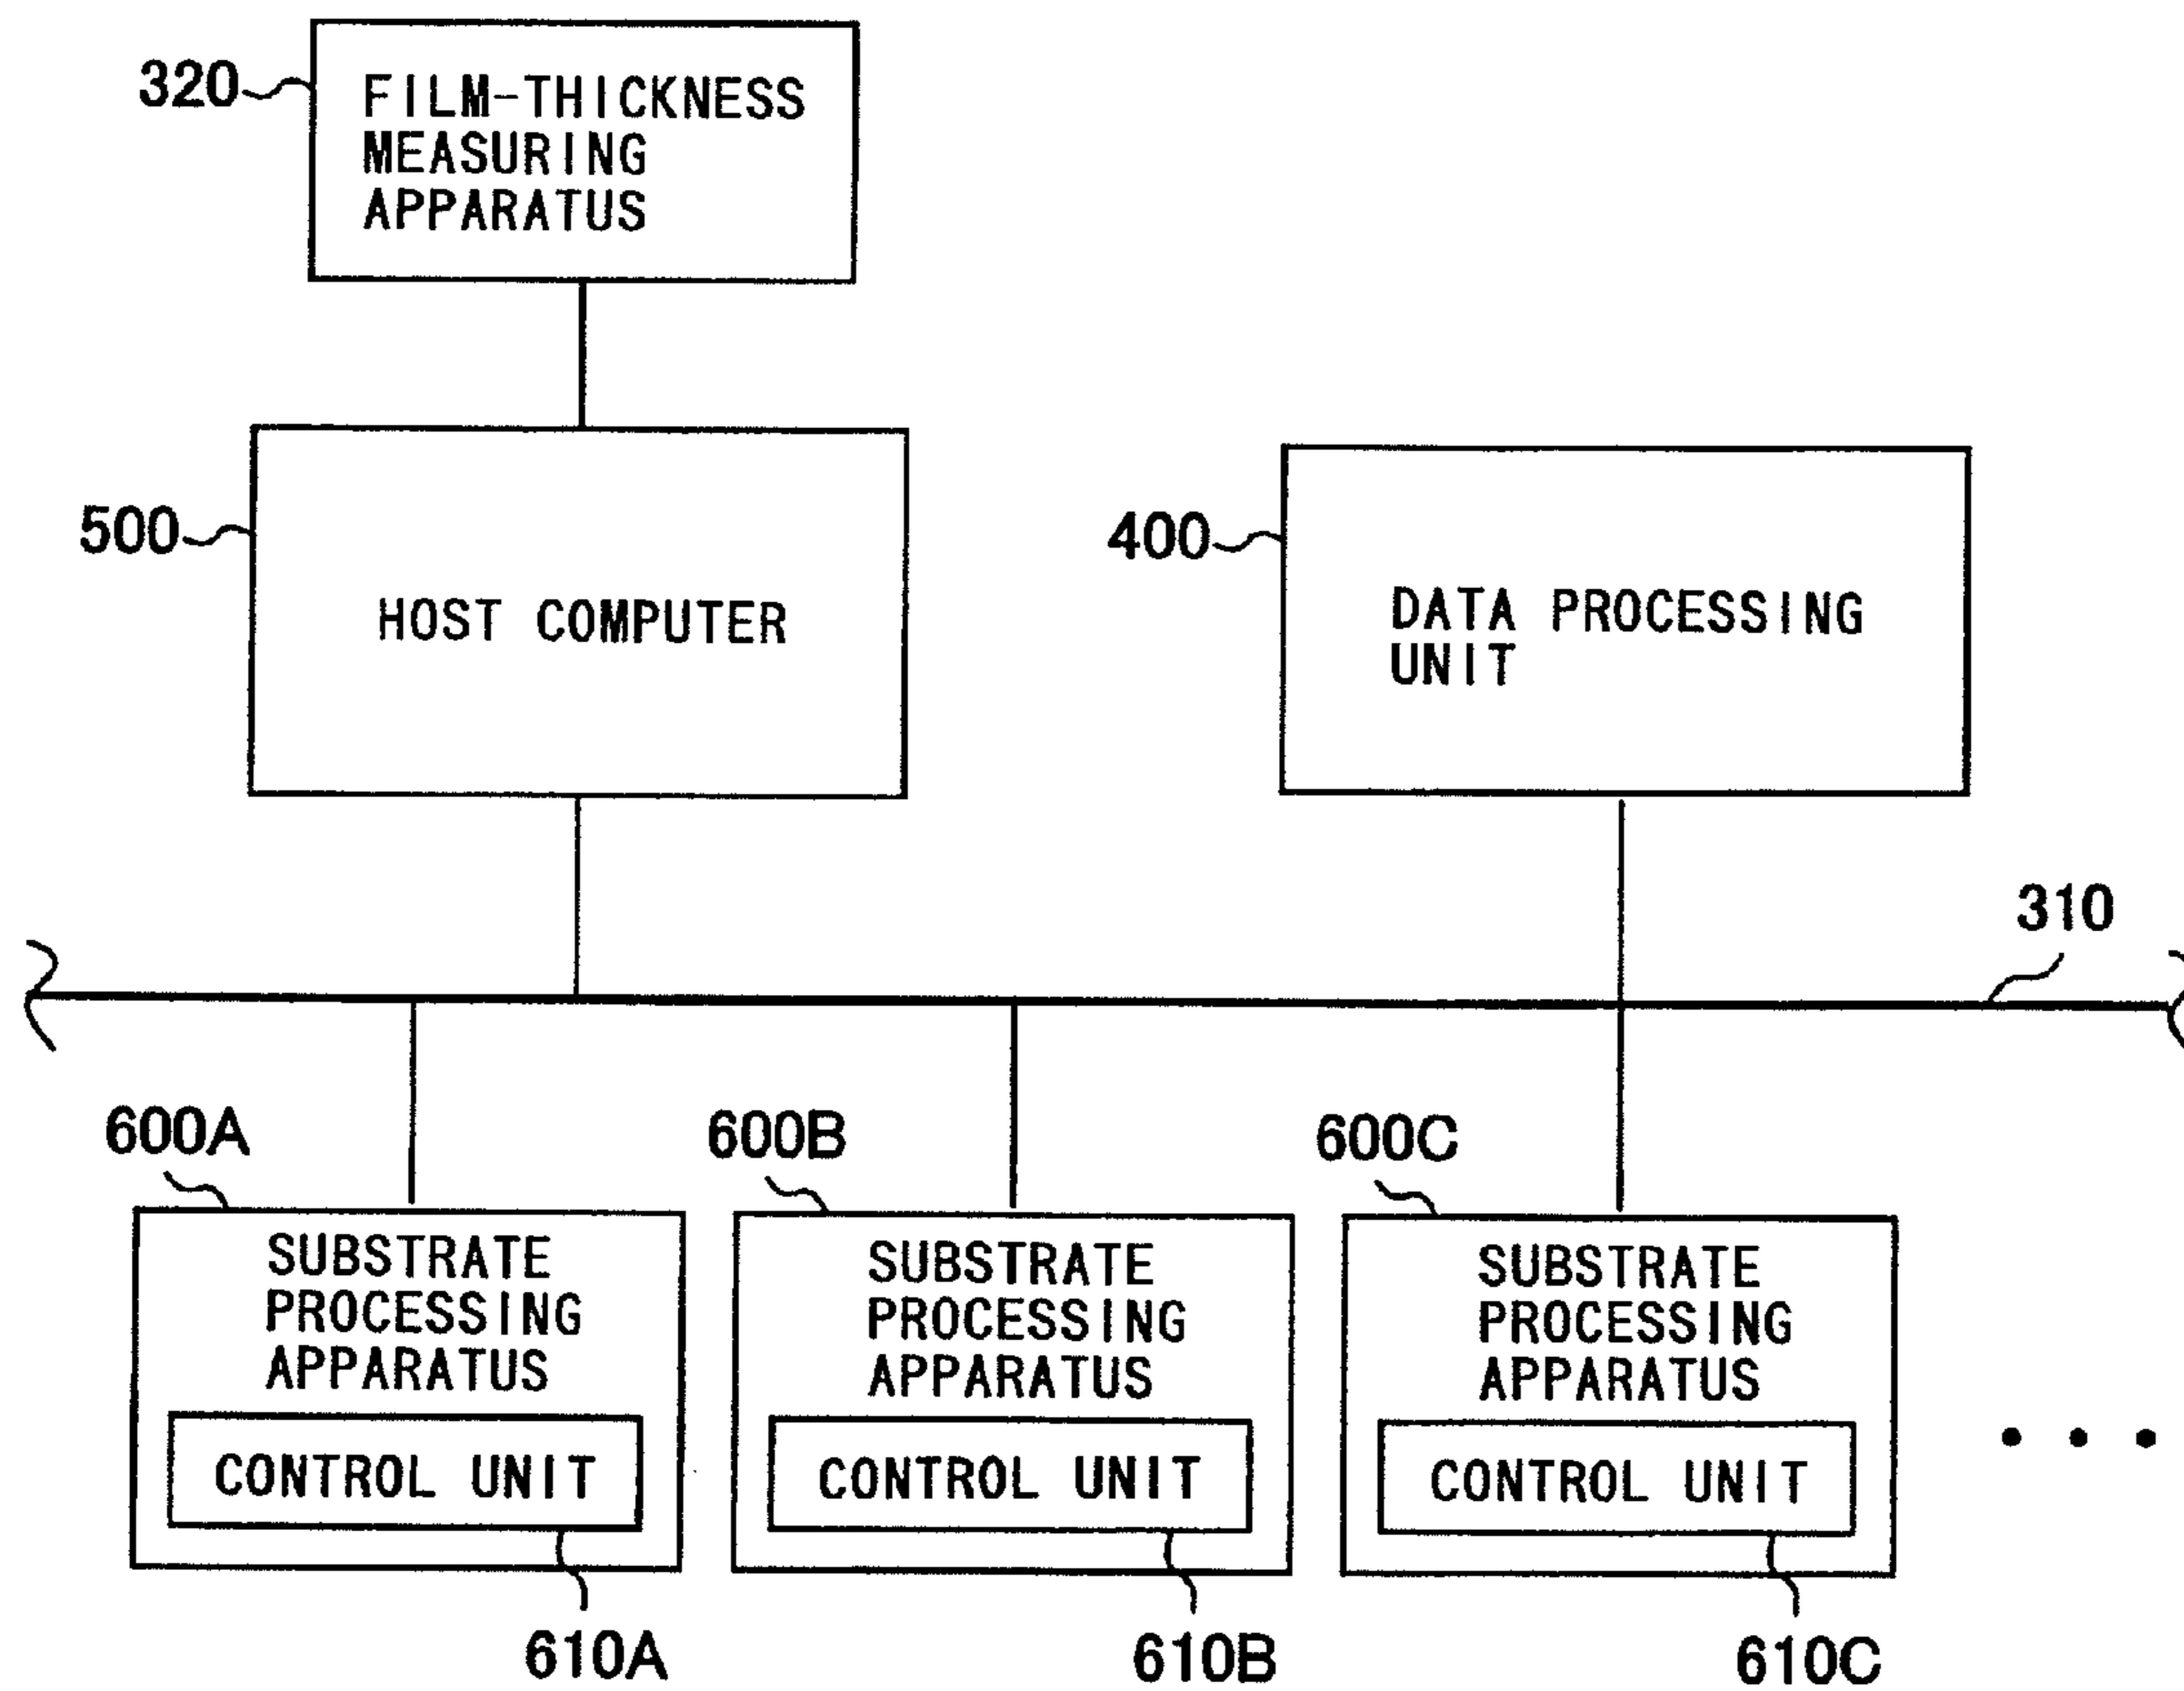 320
FILM-THICKNESS
MEASURING
APPARATUS
500
HOST COMPUTER
400
DATA PROCESSING
UNIT
310
600A
SUBSTRATE
PROCESSING
APPARATUS
CONTROL UNIT
610A
600B
SUBSTRATE
PROCESSING
APPARATUS
CONTROL UNIT
610B
600C
SUBSTRATE
PROCESSING
APPARATUS
CONTROL UNIT
610C
• • •